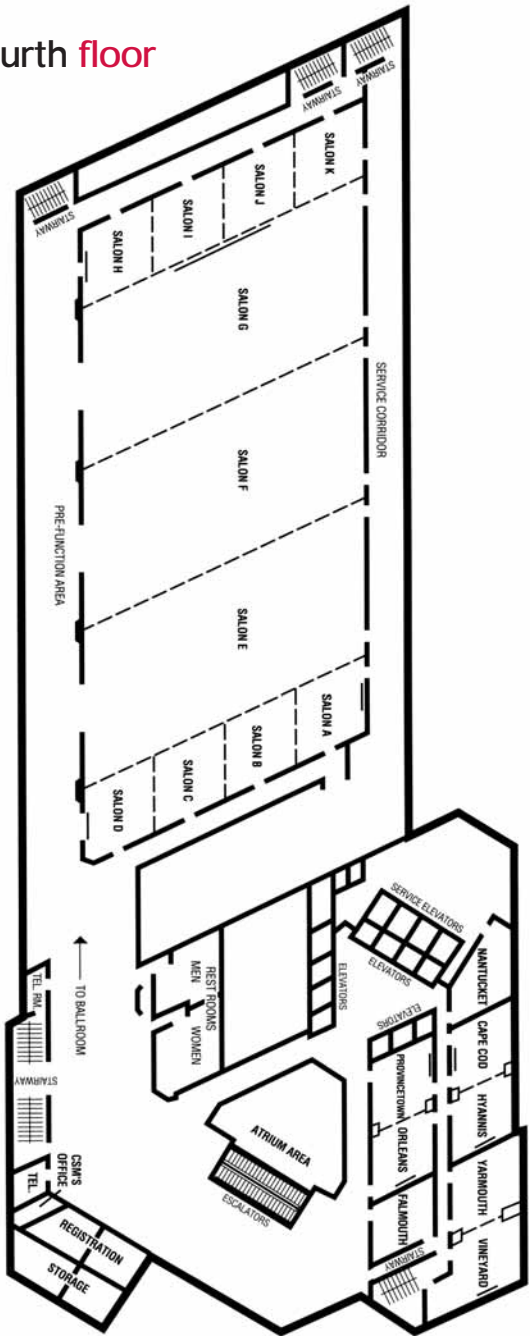 urth floor
STAIRWAY
STAIRWAY
STAIRWAY
SALON K
SALON J
SALON I
SALON H
SALON G
SERVICE CORRIDOR
SALON F
PRE-FUNCTION AREA
SALON E
SALON A
SALON B
SALON C
SALON D
SERVICE ELEVATORS
ELEVATORS
NANTUCKET
ELEVATORS
TO BALLROOM
TEL. RM.
REST ROOMS
MEN
WOMEN
ELEVATORS
CAPE COD
HYANNIS
PROVINCETOWN
ORLEANS
STAIRWAY
ATRIUM AREA
ESCALATORS
FALMOUTH
YARMOUTH
VINEYARD
STAIRWAY
CSM'S
OFFICE
TEL.
REGISTRATION
STORAGE